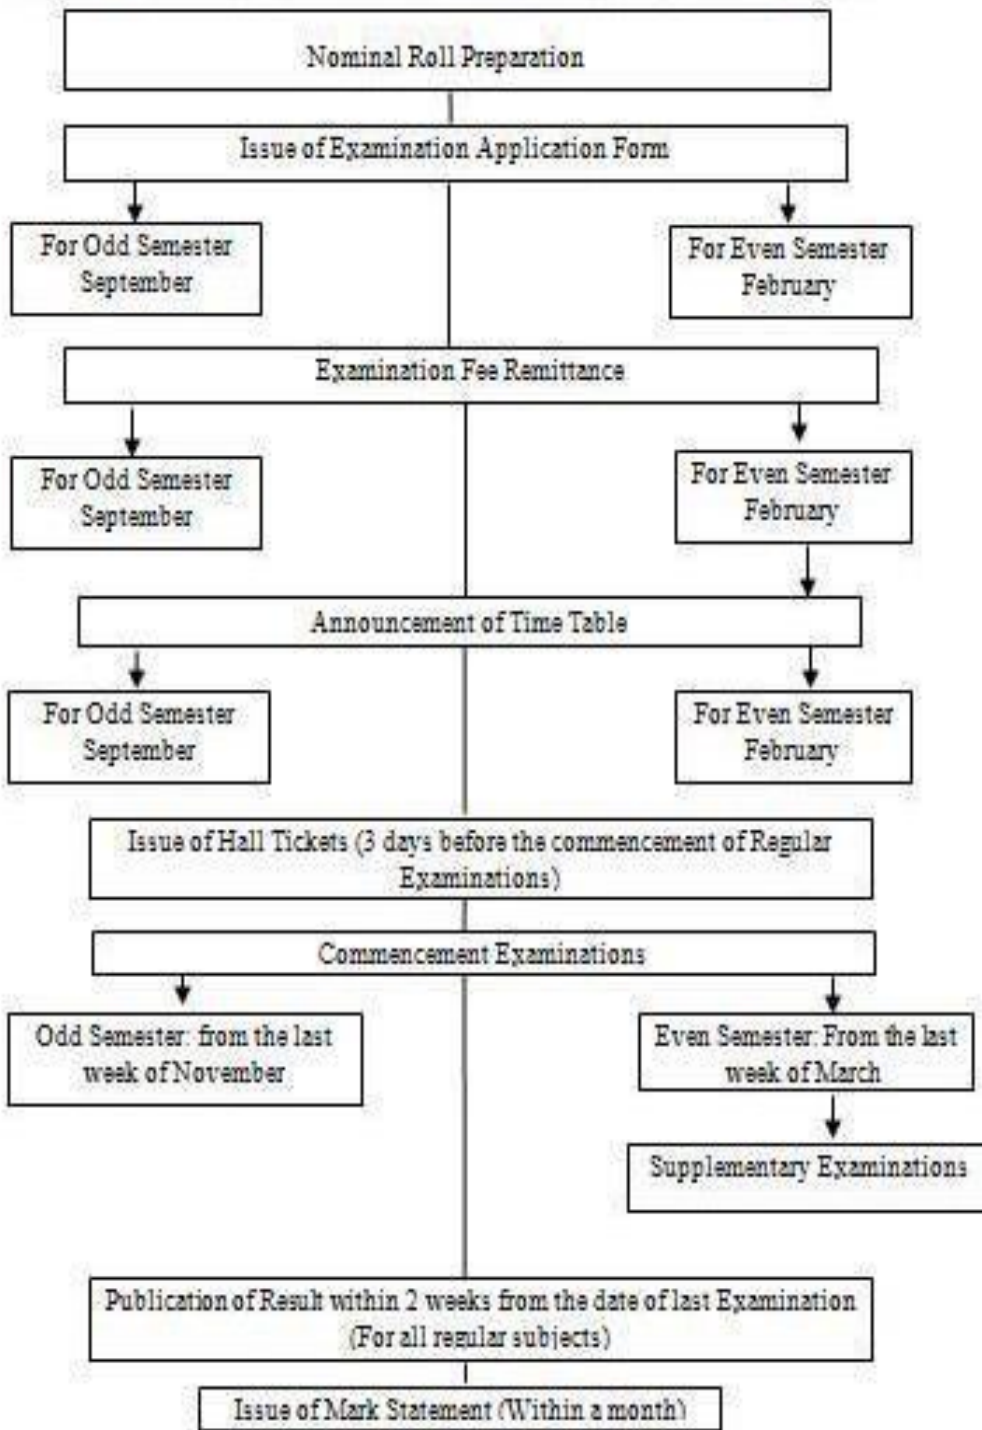 Nominal Roll Preparation
Issue of Examination Application Form
For Odd Semester
September
For Even Semester
February
Examination Fee Remittance
For Odd Semester
September
For Even Semester
February
Announcement of Time Table
For Odd Semester
September
For Even Semester
February
Issue of Hall Tickets (3 days before the commencement of Regular
Examinations)
Commencement Examinations
Odd Semester: from the last
week of November
Even Semester: From the last
week of March
Supplementary Examinations
Publication of Result within 2 weeks from the date of last Examination
(For all regular subjects)
Issue of Mark Statement (Within a month)